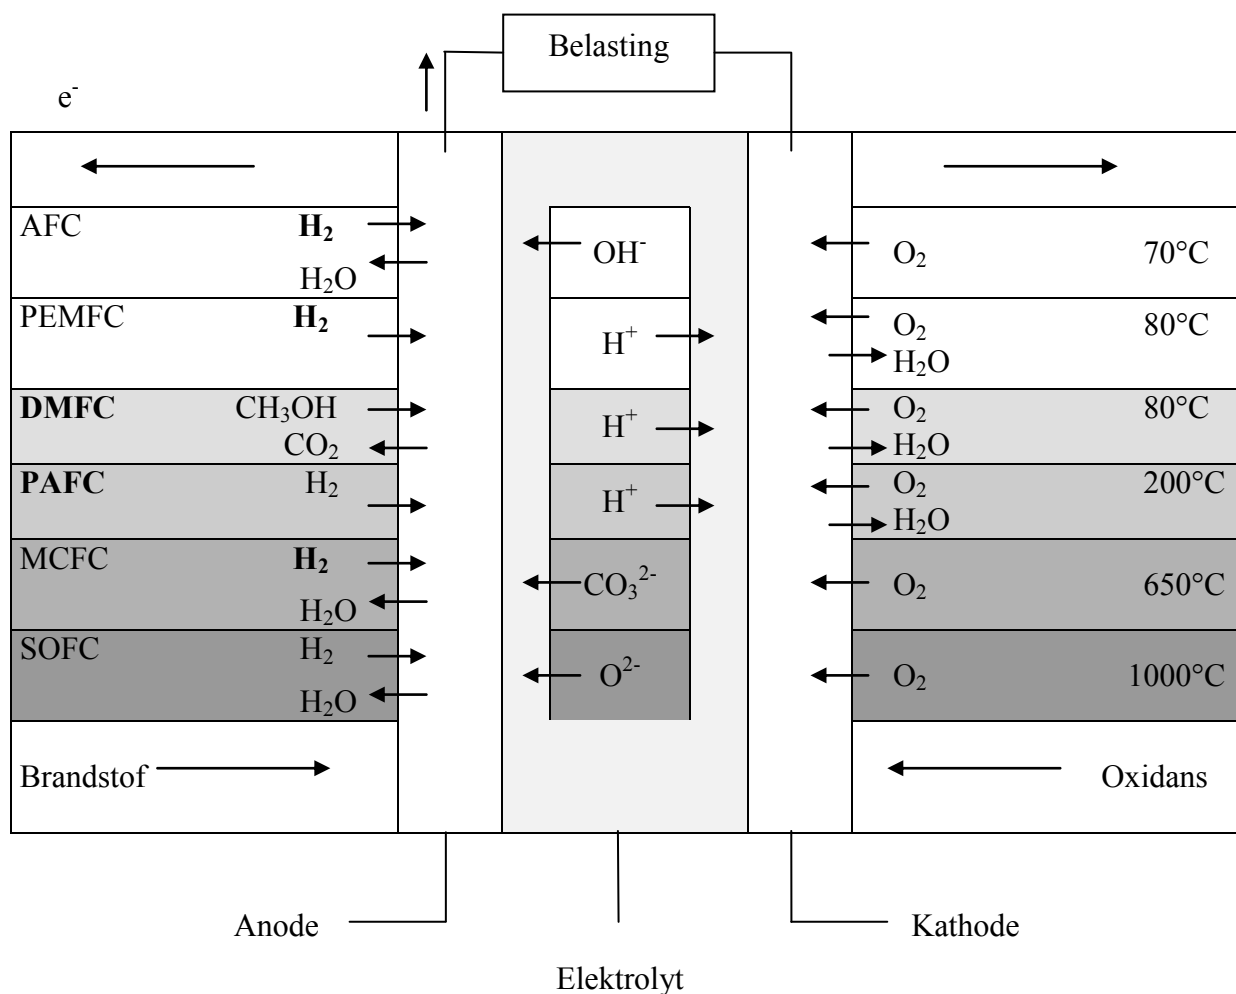 Belasting
e⁻
AFC H₂ OH⁻ O₂ 70°C
H₂O
PEMFC H₂ H⁺ O₂ 80°C
H₂O
DMFC CH₃OH H⁺ O₂ 80°C
CO₂ H₂O
PAFC H₂ H⁺ O₂ 200°C
H₂O
MCFC H₂ CO₃²⁻ O₂ 650°C
H₂O
SOFC H₂ O²⁻ O₂ 1000°C
H₂O
Brandstof Oxidans
Anode Kathode
Elektrolyt